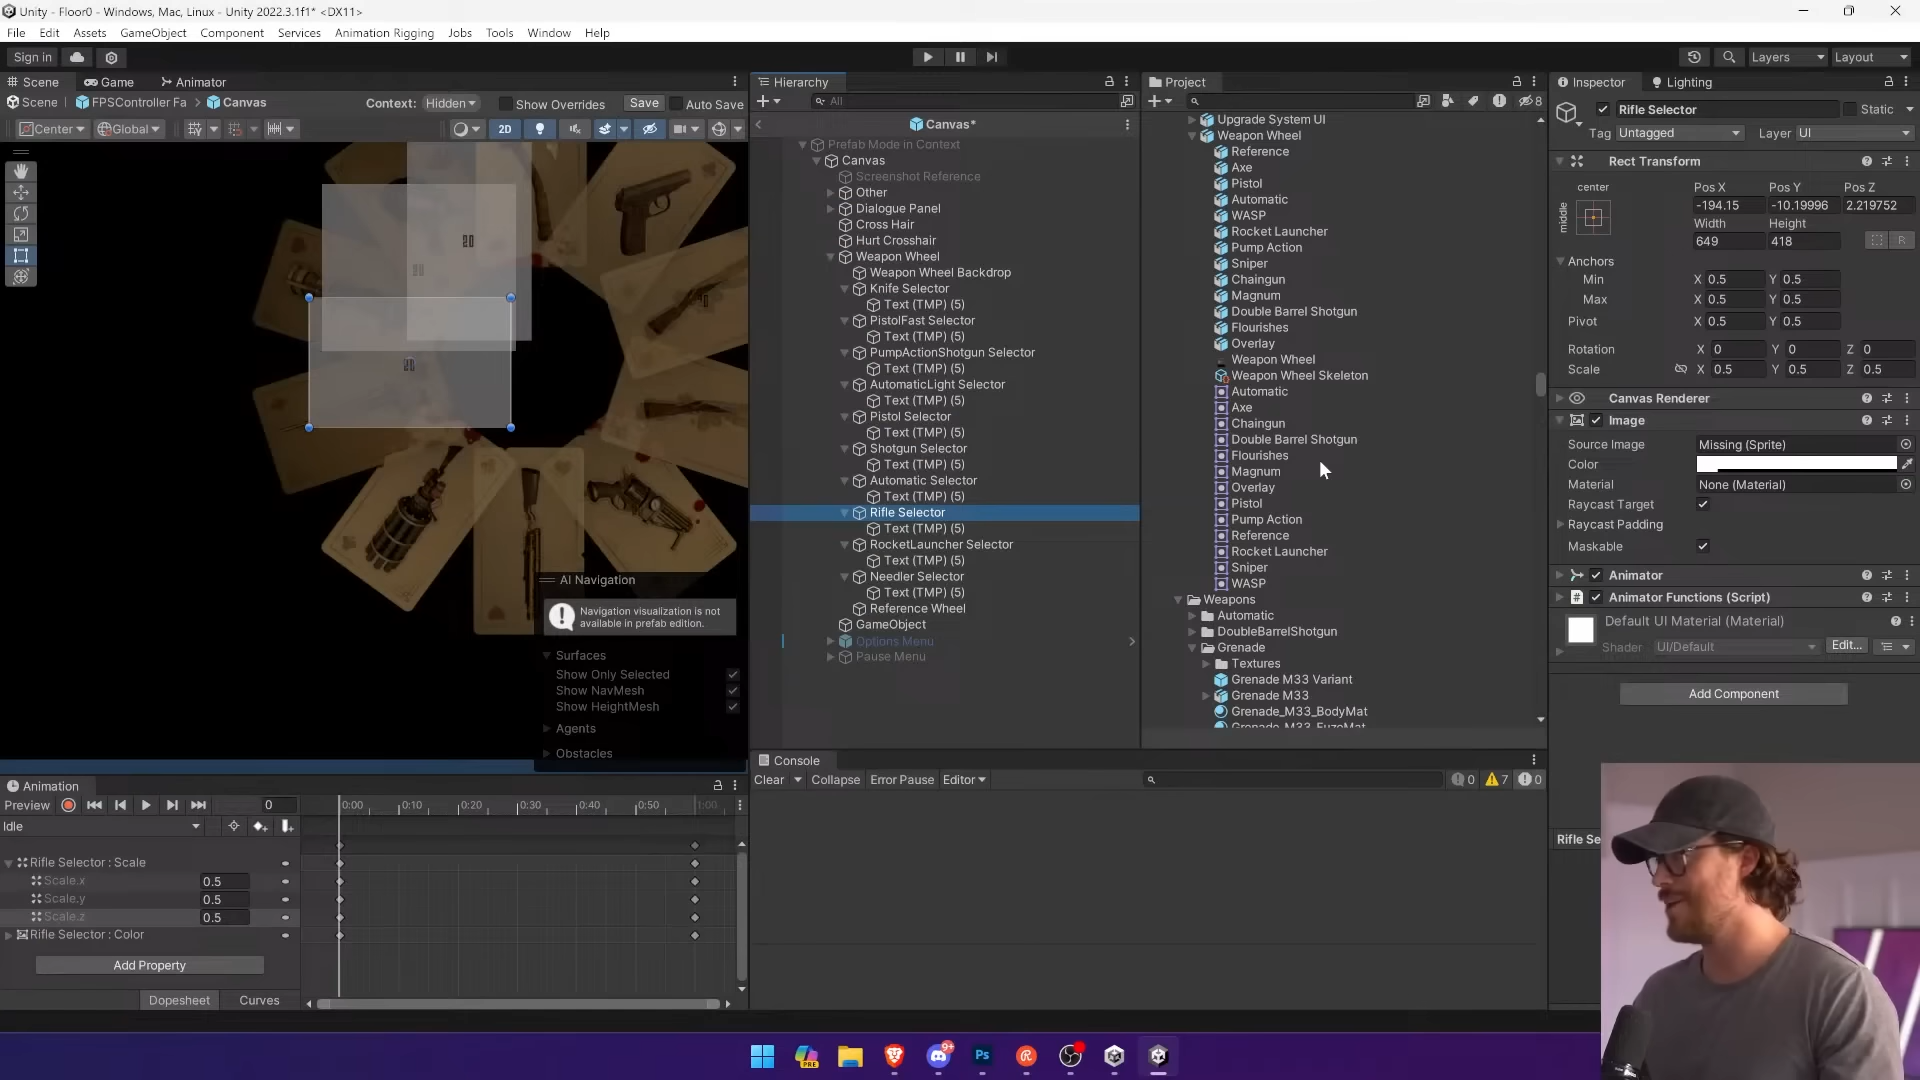 Unity - Floor0 - Windows, Mac, Linux - Unity 2022.3.1f1* <DX11>
File Edit Assets GameObject Component Services Animation Rigging Jobs Tools Window Help
Sign in
Layers
Layout
Scene
Game
Animator
Scene
FPSController Fa
Canvas
Context:
Hidden
Show Overrides
Save
Auto Save
Center
Global
2D
AI Navigation
Navigation visualization is not
available in prefab edition.
Surfaces
Show Only Selected
Show NavMesh
Show HeightMesh
Agents
Obstacles
Hierarchy
All
Canvas*
Prefab Mode in Context
Canvas
Screenshot Reference
Other
Dialogue Panel
Cross Hair
Hurt Crosshair
Weapon Wheel
Weapon Wheel Backdrop
Knife Selector
Text (TMP) (5)
PistolFast Selector
Text (TMP) (5)
PumpActionShotgun Selector
Text (TMP) (5)
AutomaticLight Selector
Text (TMP) (5)
Pistol Selector
Text (TMP) (5)
Shotgun Selector
Text (TMP) (5)
Automatic Selector
Text (TMP) (5)
Rifle Selector
Text (TMP) (5)
RocketLauncher Selector
Text (TMP) (5)
Needler Selector
Text (TMP) (5)
Reference Wheel
GameObject
Options Menu
Pause Menu
Project
8
Upgrade System UI
Weapon Wheel
Reference
Axe
Pistol
Automatic
WASP
Rocket Launcher
Pump Action
Sniper
Chaingun
Magnum
Double Barrel Shotgun
Flourishes
Overlay
Weapon Wheel
Weapon Wheel Skeleton
Automatic
Axe
Chaingun
Double Barrel Shotgun
Flourishes
Magnum
Overlay
Pistol
Pump Action
Reference
Rocket Launcher
Sniper
WASP
Weapons
Automatic
DoubleBarrelShotgun
Grenade
Textures
Grenade M33 Variant
Grenade M33
Grenade_M33_BodyMat
Grenade_M33_FuzeMat
Inspector
Lighting
Rifle Selector
Static
Tag Untagged
Layer UI
Rect Transform
center
middle
Pos X Pos Y Pos Z
-194.15 -10.19996 2.219752
Width Height
649 418
R
Anchors
Min X 0.5 Y 0.5
Max X 0.5 Y 0.5
Pivot X 0.5 Y 0.5
Rotation X 0 Y 0 Z 0
Scale X 0.5 Y 0.5 Z 0.5
Canvas Renderer
Image
Source Image Missing (Sprite)
Color
Material None (Material)
Raycast Target
Raycast Padding
Maskable
Animator
Animator Functions (Script)
Default UI Material (Material)
Shader UI/Default
Edit...
Add Component
Rifle Se
Console
Clear
Collapse
Error Pause
Editor
0
7
0
Animation
Preview
0
0:00 0:10 0:20 0:30 0:40 0:50 1:00
Idle
Rifle Selector : Scale
Scale.x 0.5
Scale.y 0.5
Scale.z 0.5
Rifle Selector : Color
Add Property
Dopesheet
Curves
PRE
9+
Ps